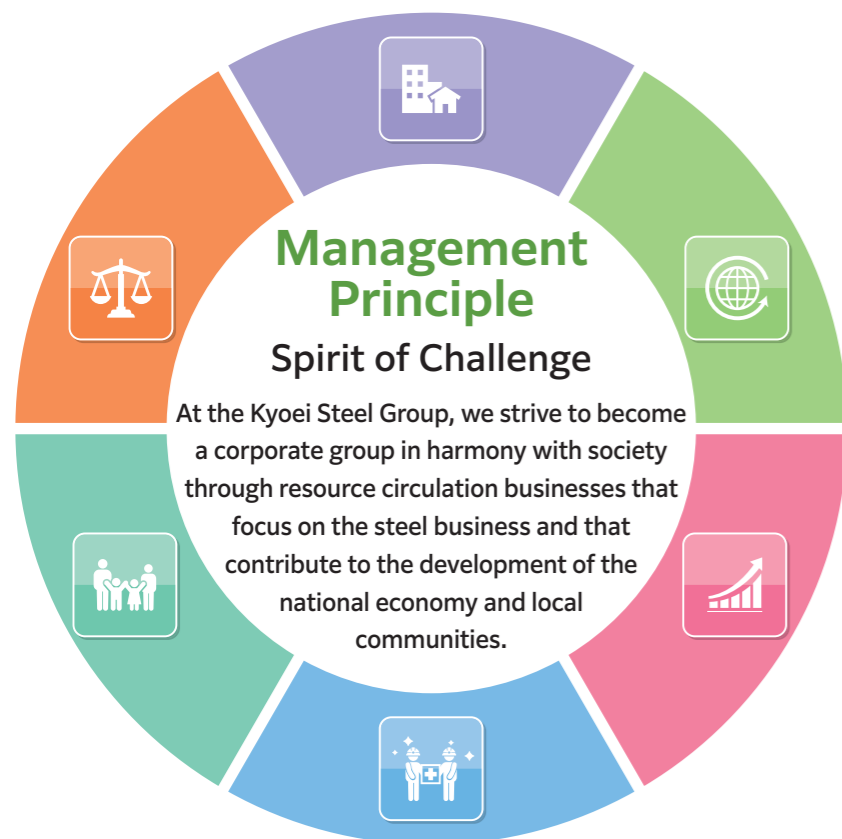 Management
Principle
Spirit of Challenge
At the Kyoei Steel Group, we strive to become
a corporate group in harmony with society
through resource circulation businesses that
focus on the steel business and that
contribute to the development of the
national economy and local
communities.